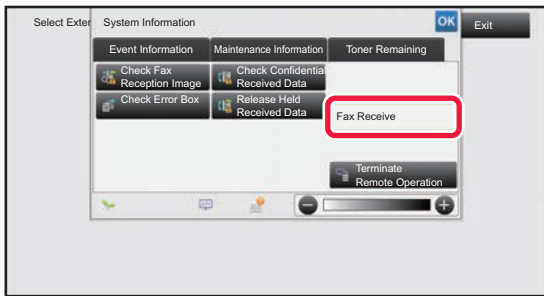 Select Exter
System Information
OK
Exit
Event Information
Maintenance Information
Toner Remaining
Check Fax
Reception Image
Check Confidential
Received Data
Check Error Box
Release Held
Received Data
Fax Receive
Terminate
Remote Operation